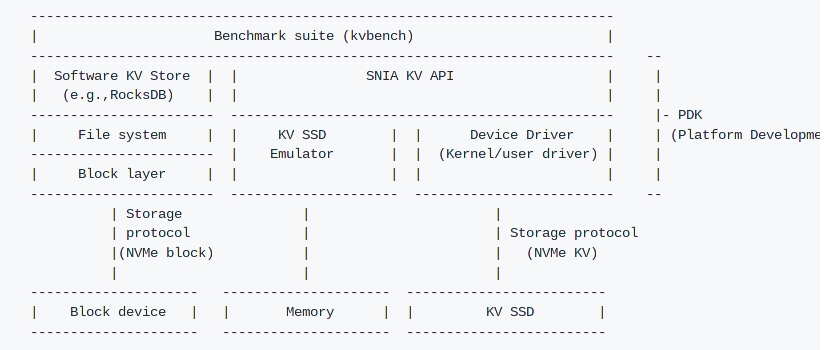 Benchmark suite (kvbench)
Software KV Store SNIA KV API
(e.g.,RocksDB)
- PDK
File system KV SSD Device Driver (Platform Developme
Emulator (Kernel/user driver)
Block layer
Storage
protocol Storage protocol
(NVMe block) (NVMe KV)
Block device Memory KV SSD